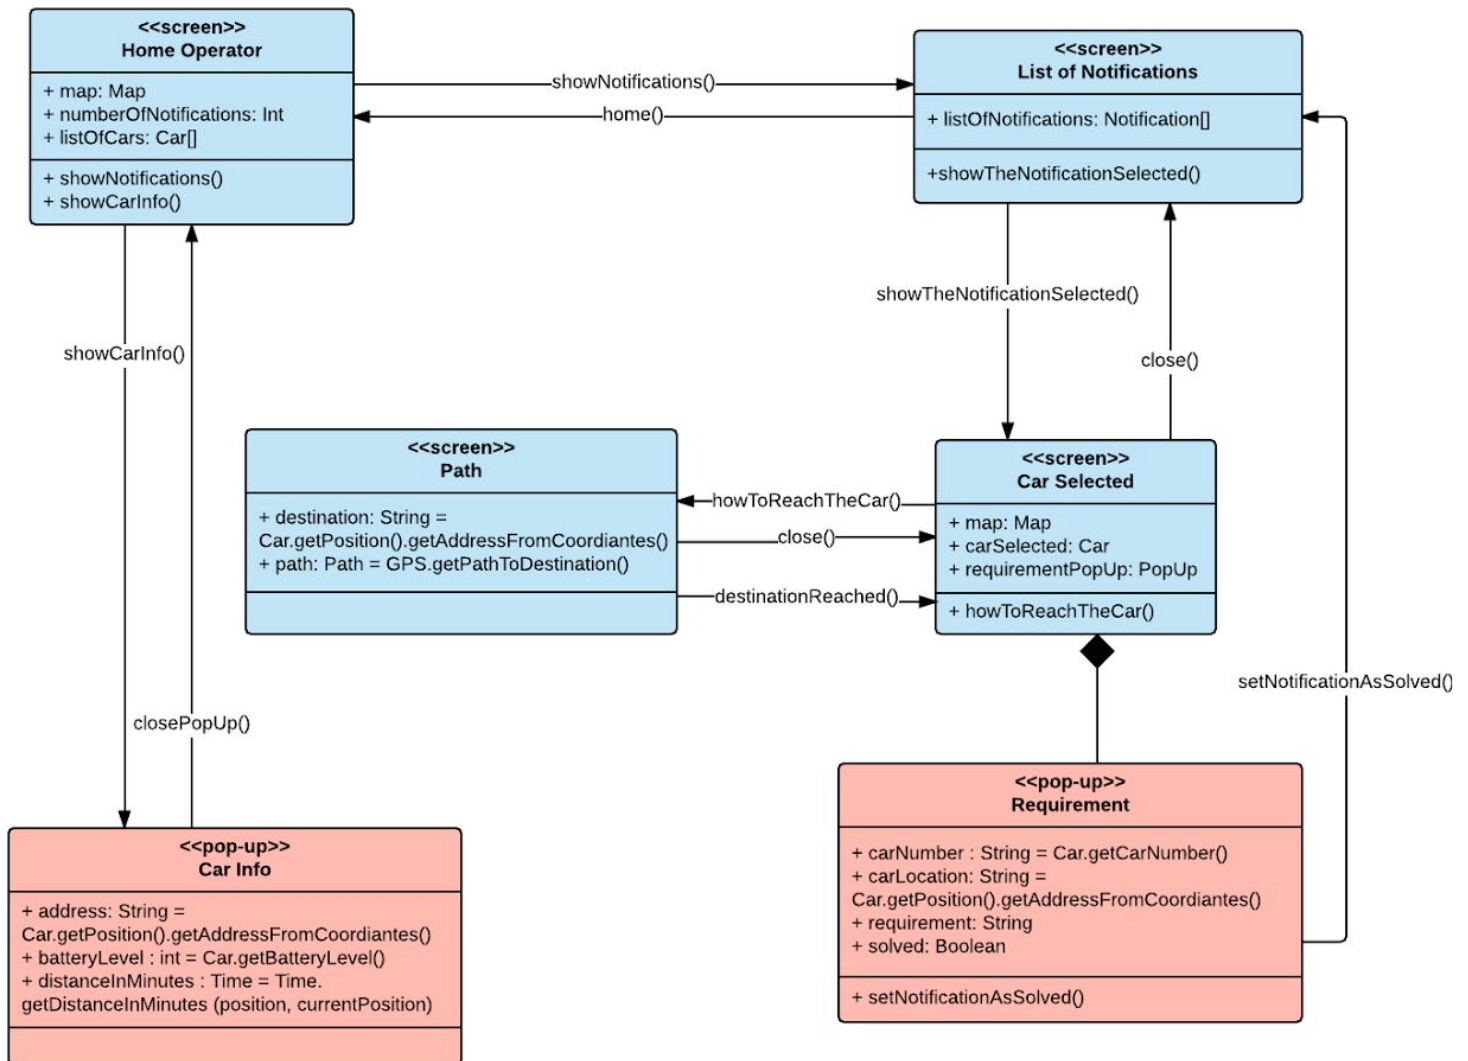 <<screen>>
Home Operator
+ map: Map
+ numberOfNotifications: Int
+ listOfCars: Car[]
+ showNotifications()
+ showCarInfo()
showNotifications()
home()
<<screen>>
List of Notifications
+ listOfNotifications: Notification[]
+showTheNotificationSelected()
showTheNotificationSelected()
close()
showCarInfo()
closePopUp()
<<screen>>
Path
+ destination: String =
Car.getPosition().getAddressFromCoordiantes()
+ path: Path = GPS.getPathToDestination()
howToReachTheCar()
close()
destinationReached()
<<screen>>
Car Selected
+ map: Map
+ carSelected: Car
+ requirementPopUp: PopUp
+ howToReachTheCar()
setNotificationAsSolved()
<<pop-up>>
Car Info
+ address: String =
Car.getPosition().getAddressFromCoordiantes()
+ batteryLevel : int = Car.getBatteryLevel()
+ distanceInMinutes : Time = Time.
getDistanceInMinutes (position, currentPosition)
<<pop-up>>
Requirement
+ carNumber : String = Car.getCarNumber()
+ carLocation: String =
Car.getPosition().getAddressFromCoordiantes()
+ requirement: String
+ solved: Boolean
+ setNotificationAsSolved()